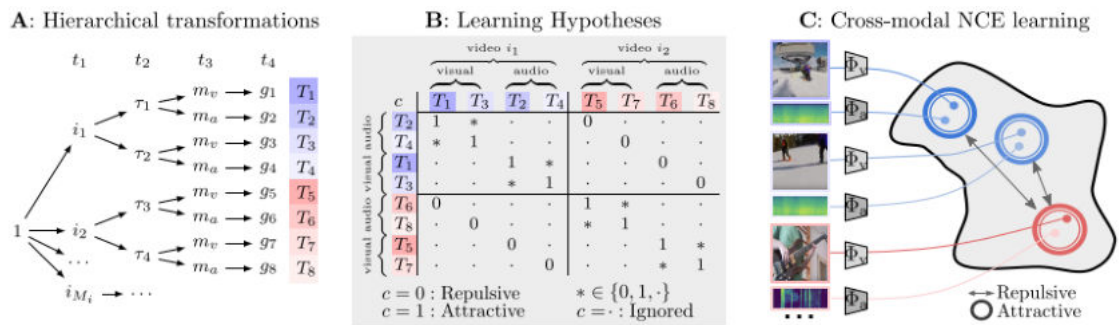 A: Hierarchical transformations
t1 t2 t3 t4
1
i1
i2
...
iMi ...
τ1
τ2
τ3
τ4
mv g1 T1
ma g2 T2
mv g3 T3
ma g4 T4
mv g5 T5
ma g6 T6
mv g7 T7
ma g8 T8
B: Learning Hypotheses
video i1 video i2
visual audio visual audio
c T1 T3 T2 T4 T5 T7 T6 T8
visual audio visual audio
T2 1 * · · 0 · · ·
T4 * 1 · · · 0 · ·
T1 · · 1 * · · 0 ·
T3 · · * 1 · · · 0
T6 0 · · · 1 * · ·
T8 · 0 · · * 1 · ·
T5 · · 0 · · · 1 *
T7 · · · 0 · · * 1
c = 0 : Repulsive * ∈ {0, 1, ·}
c = 1 : Attractive c = · : Ignored
C: Cross-modal NCE learning
Φv
Φa
Φv
Φa
Φv
Φa
...
Repulsive
Attractive